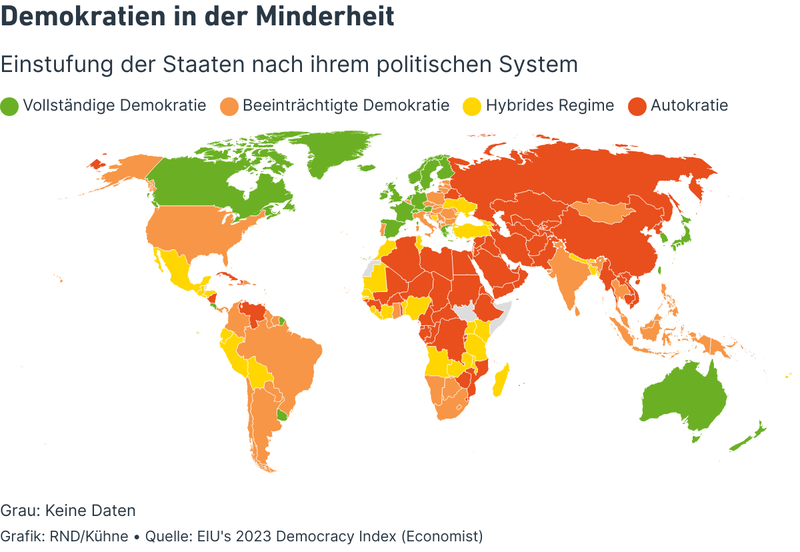 Demokratien in der Minderheit
Einstufung der Staaten nach ihrem politischen System
Vollständige Demokratie Beeinträchtigte Demokratie Hybrides Regime Autokratie
Grau: Keine Daten
Grafik: RND/Kühne • Quelle: EIU's 2023 Democracy Index (Economist)